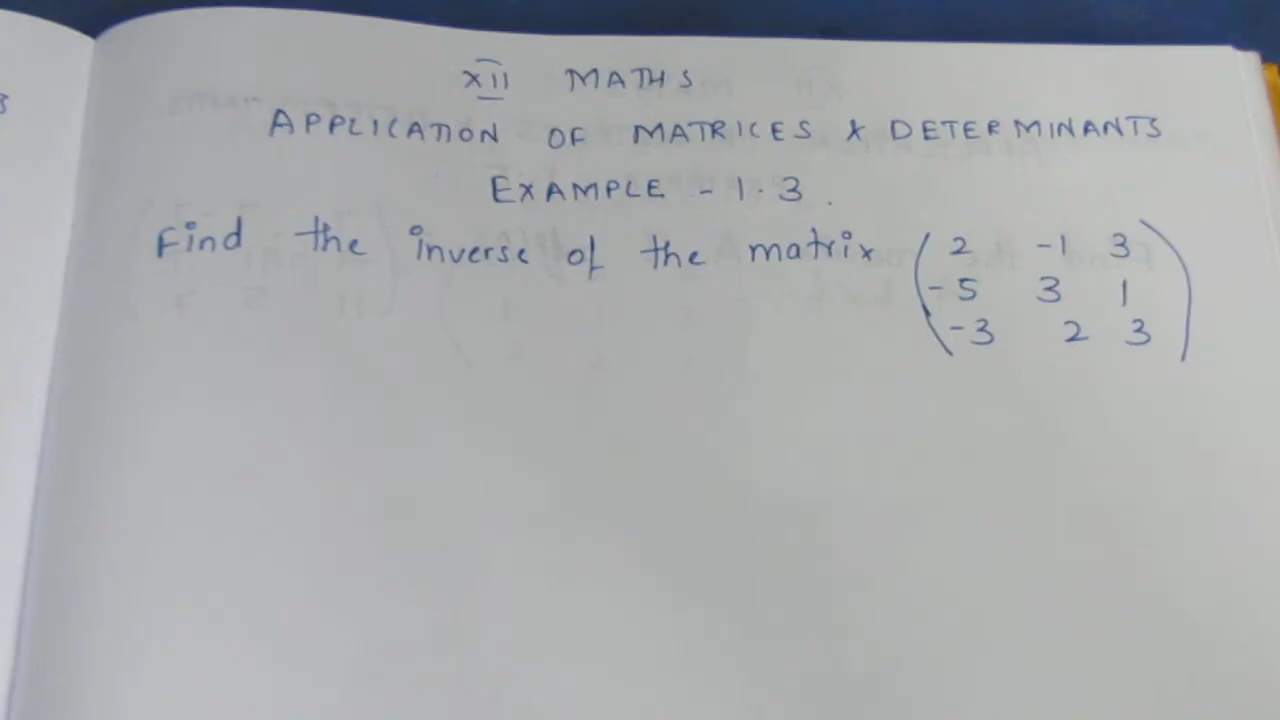 XII MATHS
APPLICATION OF MATRICES & DETERMINANTS
EXAMPLE - 1.3.
Find the inverse of the matrix ( 2 -1 3
-5 3 1
-3 2 3 )